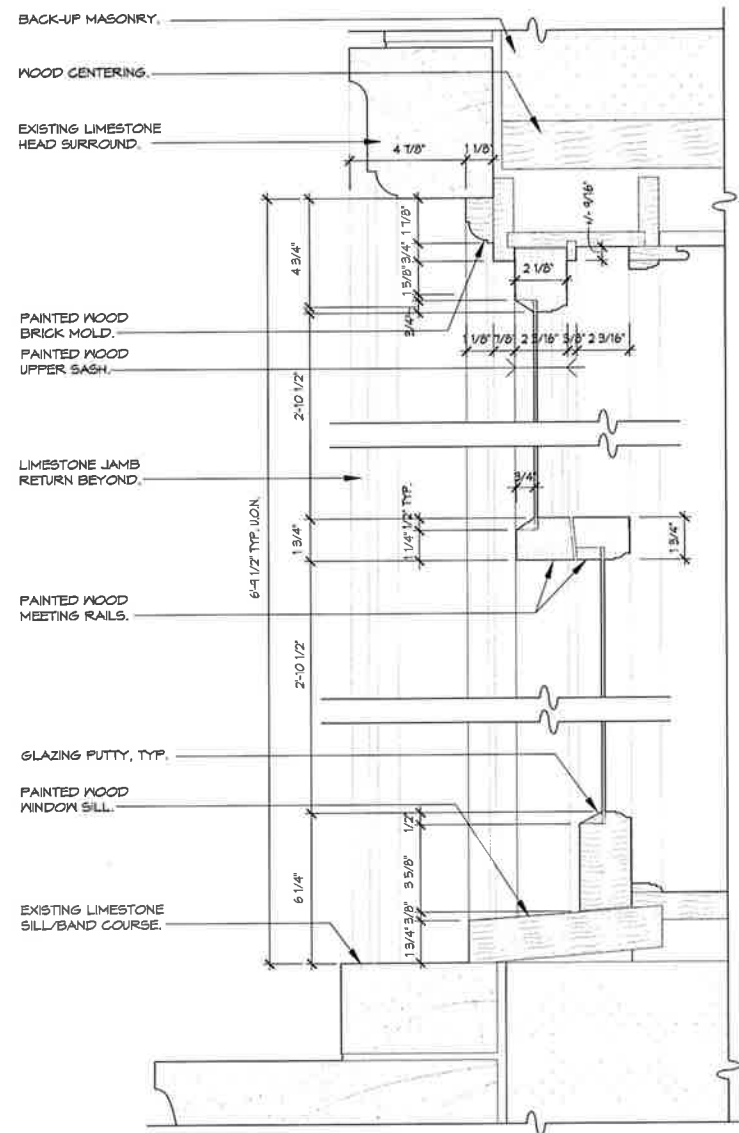 BACK-UP MASONRY.
WOOD CENTERING.
EXISTING LIMESTONE
HEAD SURROUND.
4 7/8"
1 1/8"
+/- 9/16"
4 3/4"
1 7/8"
3/4"
1 5/8"
3/4"
2 1/8"
PAINTED WOOD
BRICK MOLD.
PAINTED WOOD
UPPER SASH.
1 1/8"
7/8"
2 3/16"
3/8"
2 3/16"
2'-10 1/2"
LIMESTONE JAMB
RETURN BEYOND.
6'-9 1/2" TYP. U.O.N.
3/4"
1 3/4"
1/2" TYP.
1 1/4"
1 3/4"
PAINTED WOOD
MEETING RAILS.
2'-10 1/2"
GLAZING PUTTY, TYP.
PAINTED WOOD
WINDOW SILL.
1/2"
6 1/4"
3 5/8"
3/8"
1 3/4"
EXISTING LIMESTONE
SILL/BAND COURSE.